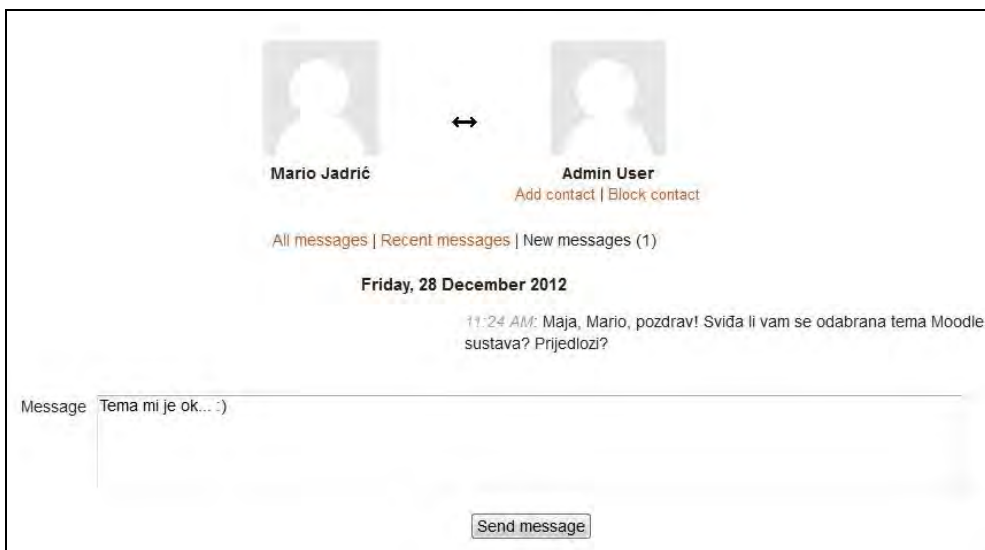 Mario Jadrić Admin User
Add contact | Block contact
All messages | Recent messages | New messages (1)
Friday, 28 December 2012
11:24 AM: Maja, Mario, pozdrav! Sviđa li vam se odabrana tema Moodle
sustava? Prijedlozi?
Message Tema mi je ok... :)
Send message